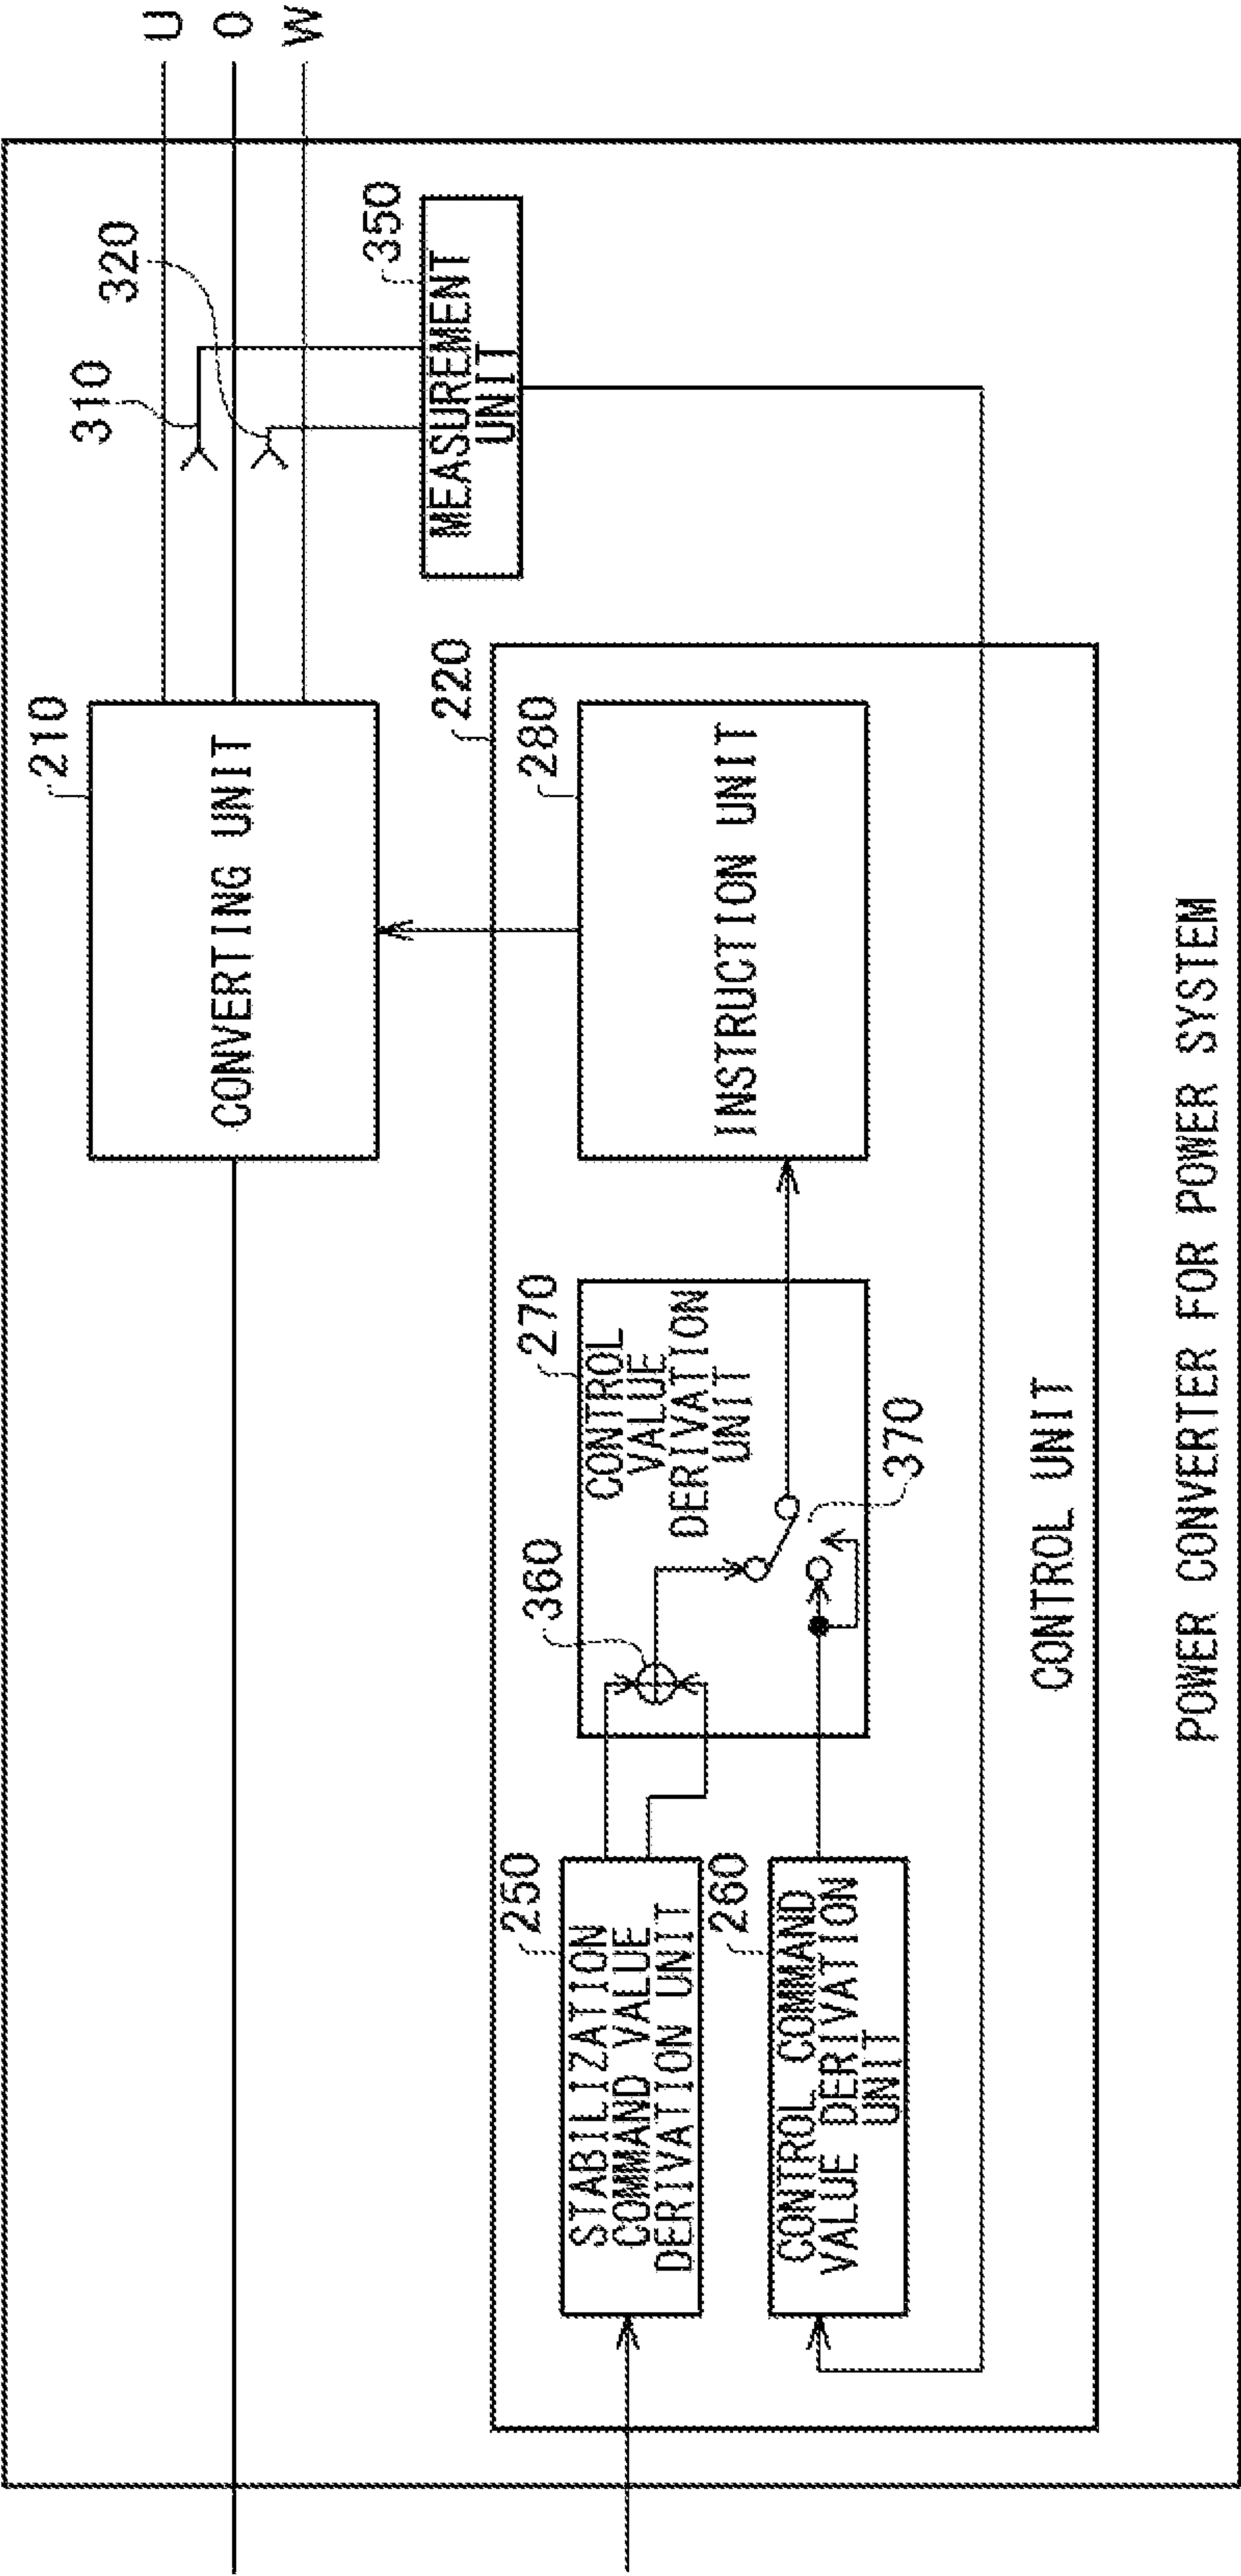 U
O
W
310
320
350
MEASUREMENT
UNIT
210
CONVERTING UNIT
220
280
INSTRUCTION UNIT
270
CONTROL
VALUE
DERIVATION
UNIT
360
370
250
STABILIZATION
COMMAND VALUE
DERIVATION UNIT
260
CONTROL COMMAND
VALUE DERIVATION
UNIT
CONTROL UNIT
POWER CONVERTER FOR POWER SYSTEM